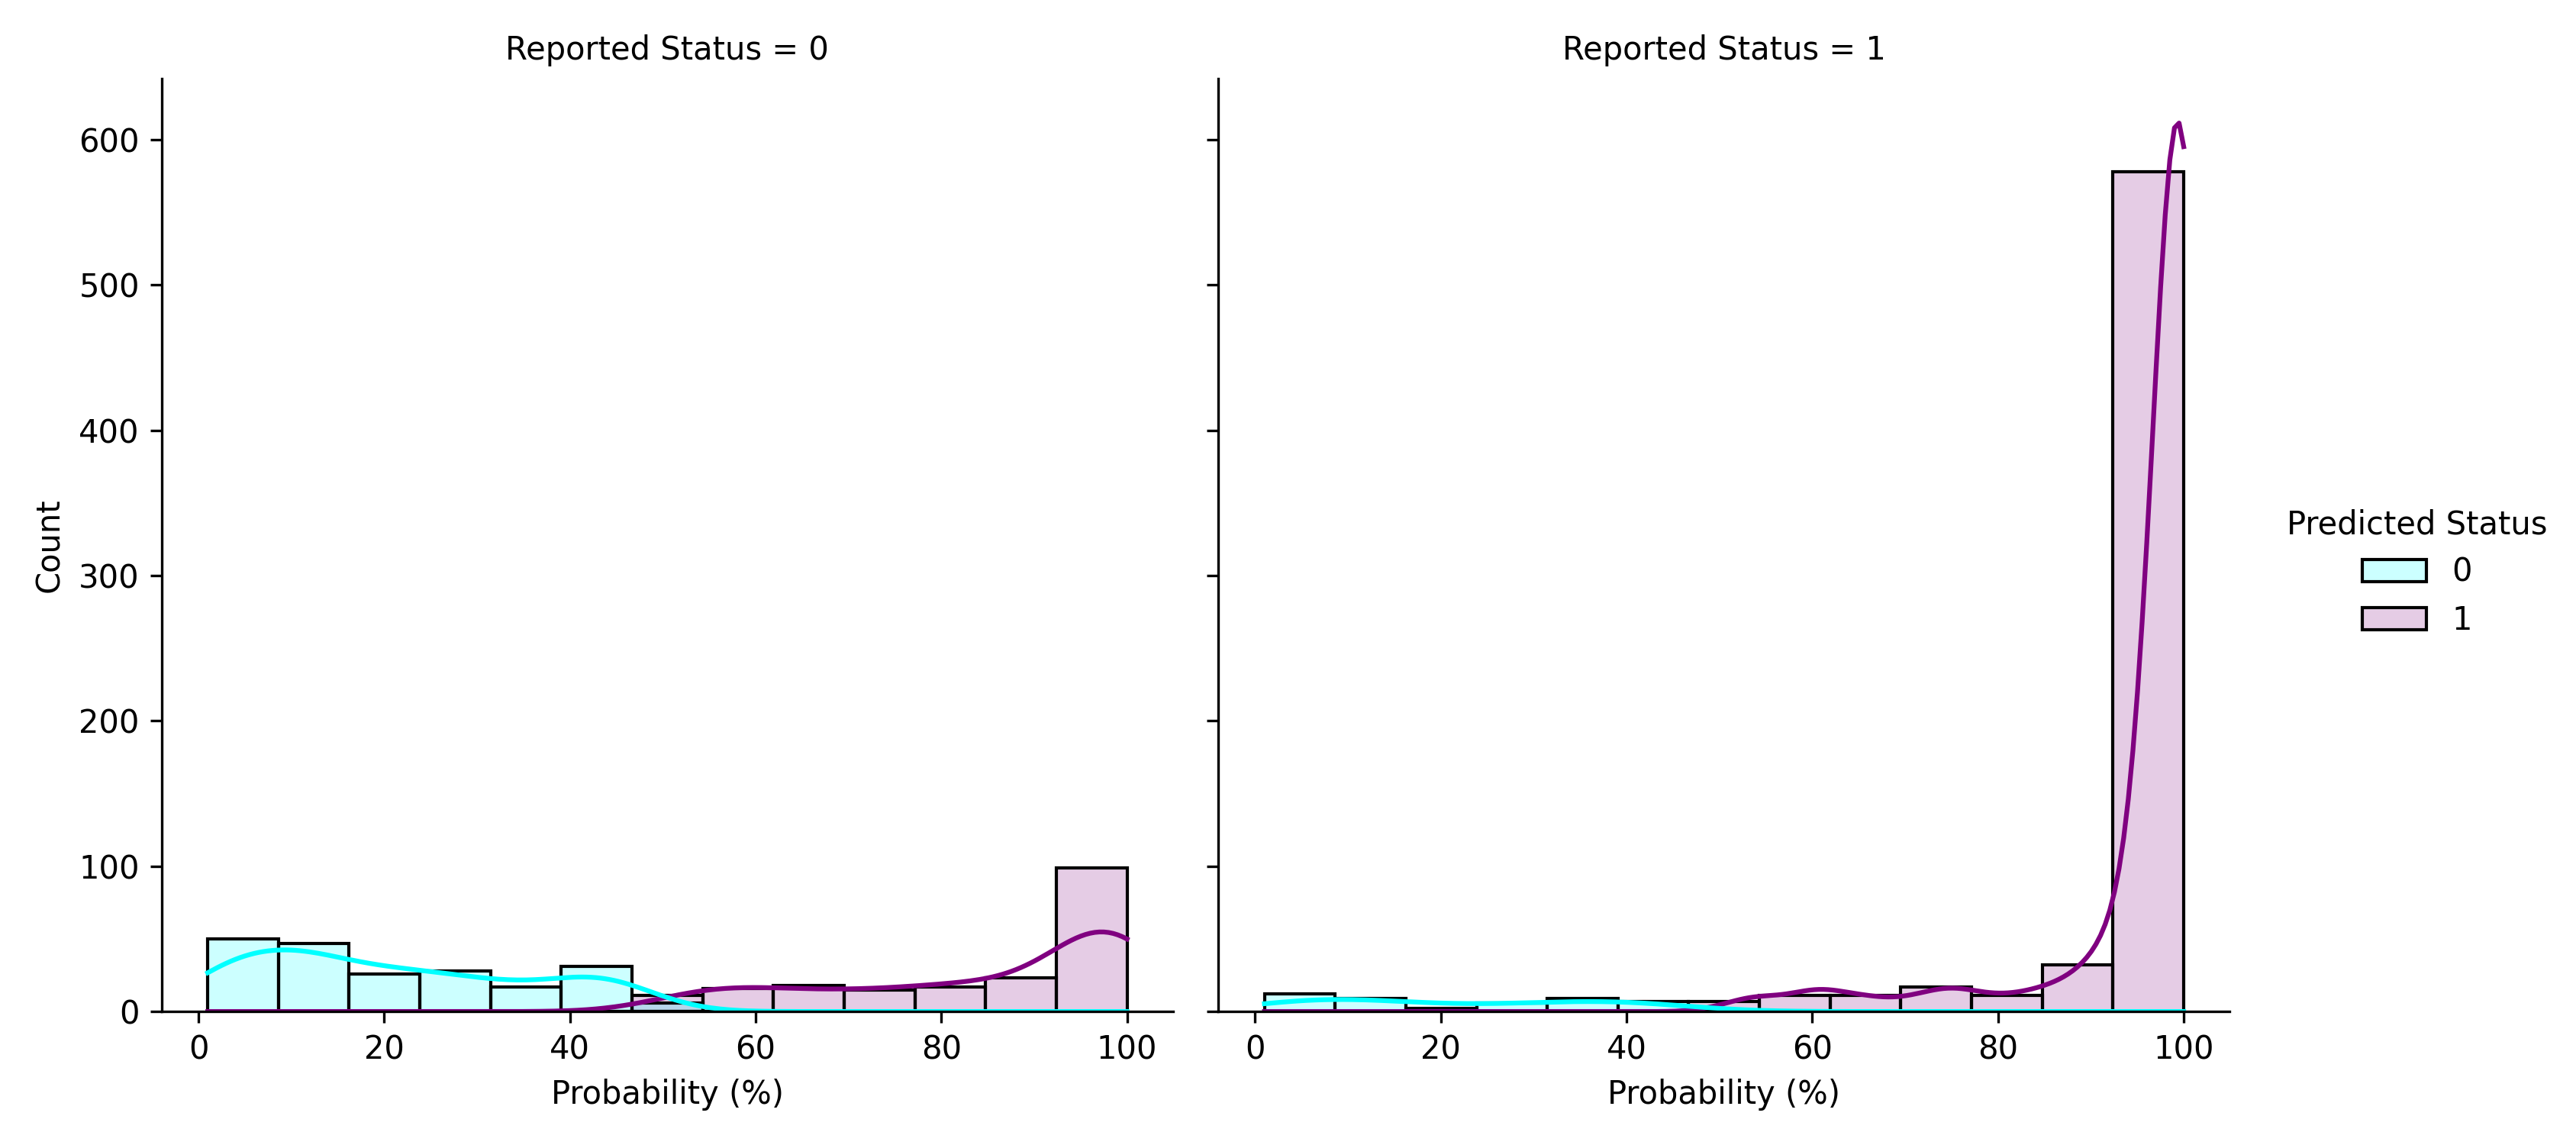 Reported Status = 0
Reported Status = 1
600
500
400
300
200
100
0
Count
0 20 40 60 80 100
0 20 40 60 80 100
Probability (%)
Probability (%)
Predicted Status
0
1